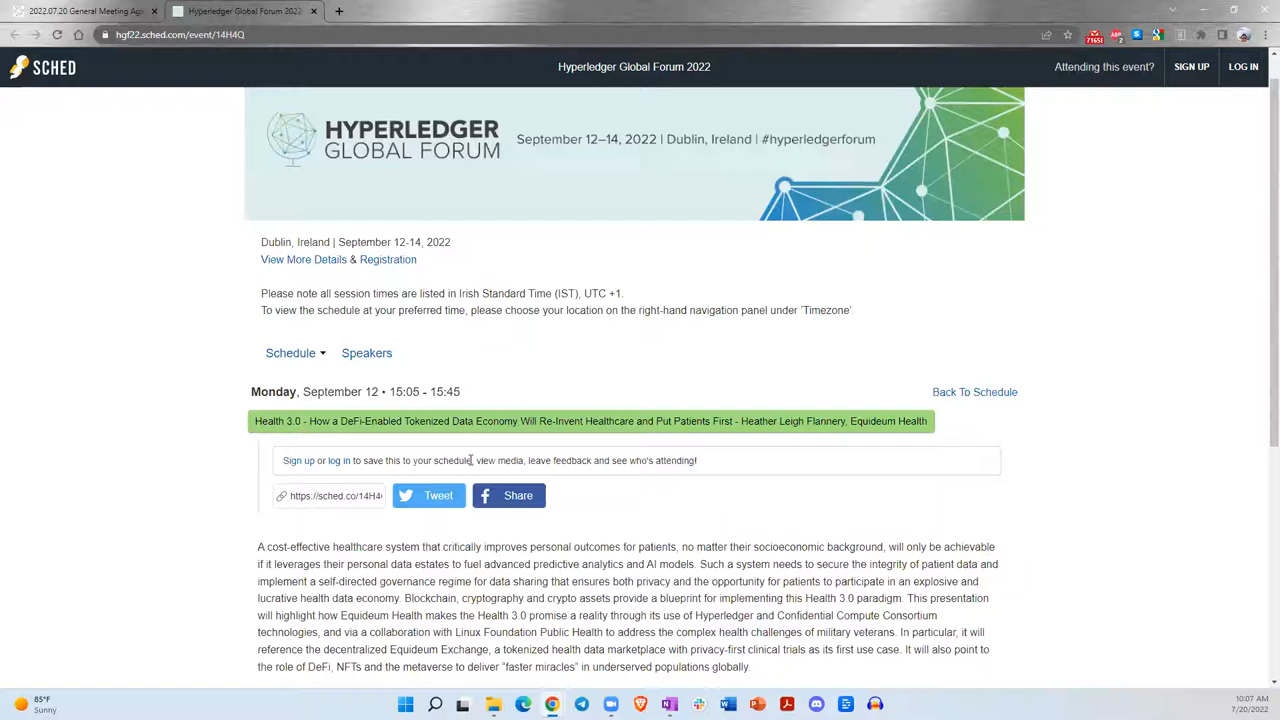 2022.07.20 General Meeting Age
Hyperledger Global Forum 2022
hgf22.sched.com/event/14H4Q
SCHED
Hyperledger Global Forum 2022
Attending this event?
SIGN UP
LOG IN
HYPERLEDGER
GLOBAL FORUM
September 12–14, 2022 | Dublin, Ireland | #hyperledgerforum
Dublin, Ireland | September 12-14, 2022
View More Details & Registration
Please note all session times are listed in Irish Standard Time (IST), UTC +1.
To view the schedule at your preferred time, please choose your location on the right-hand navigation panel under 'Timezone'
Schedule Speakers
Monday, September 12 • 15:05 - 15:45
Back To Schedule
Health 3.0 - How a DeFi-Enabled Tokenized Data Economy Will Re-Invent Healthcare and Put Patients First - Heather Leigh Flannery, Equideum Health
Sign up or log in to save this to your schedule, view media, leave feedback and see who's attending!
https://sched.co/14H4
Tweet
Share
A cost-effective healthcare system that critically improves personal outcomes for patients, no matter their socioeconomic background, will only be achievable
if it leverages their personal data estates to fuel advanced predictive analytics and AI models. Such a system needs to secure the integrity of patient data and
implement a self-directed governance regime for data sharing that ensures both privacy and the opportunity for patients to participate in an explosive and
lucrative health data economy. Blockchain, cryptography and crypto assets provide a blueprint for implementing this Health 3.0 paradigm. This presentation
will highlight how Equideum Health makes the Health 3.0 promise a reality through its use of Hyperledger and Confidential Compute Consortium
technologies, and via a collaboration with Linux Foundation Public Health to address the complex health challenges of military veterans. In particular, it will
reference the decentralized Equideum Exchange, a tokenized health data marketplace with privacy-first clinical trials as its first use case. It will also point to
the role of DeFi, NFTs and the metaverse to deliver "faster miracles" in underserved populations globally.
85°F
Sunny
10:07 AM
7/20/2022